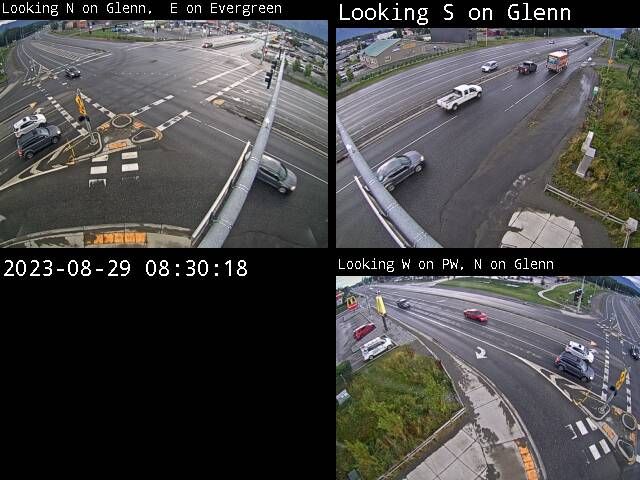 Looking N on Glenn,  E on Evergreen
Looking S on Glenn
2023-08-29 08:30:18
Looking W on PW, N on Glenn